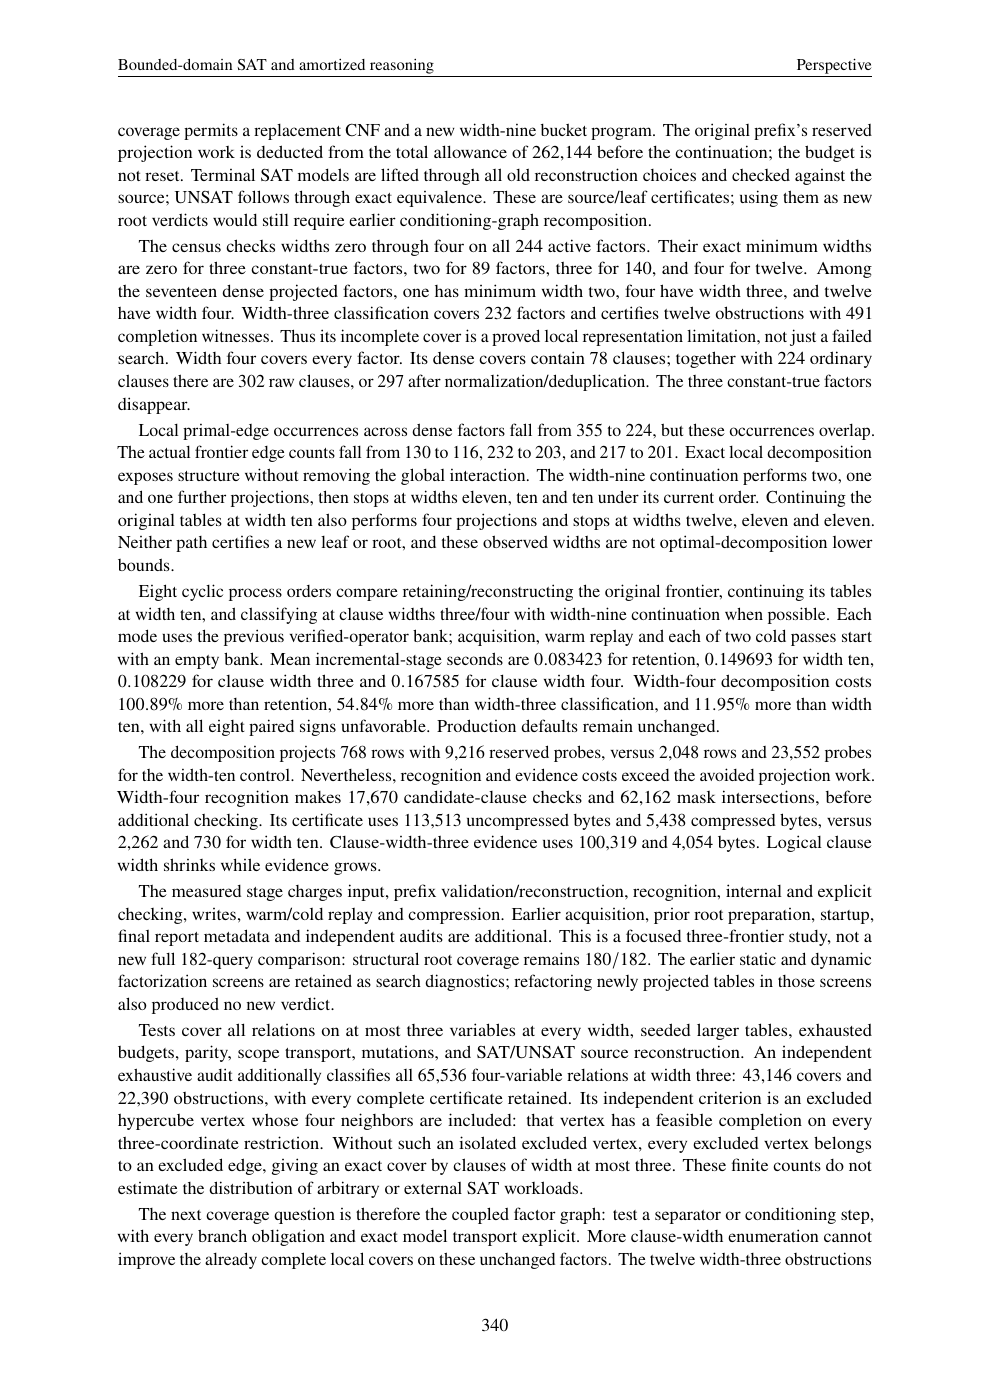 Bounded-domain SAT and amortized reasoning Perspective
coverage permits a replacement CNF and a new width-nine bucket program. The original prefix's reserved
projection work is deducted from the total allowance of 262,144 before the continuation; the budget is
not reset. Terminal SAT models are lifted through all old reconstruction choices and checked against the
source; UNSAT follows through exact equivalence. These are source/leaf certificates; using them as new
root verdicts would still require earlier conditioning-graph recomposition.
The census checks widths zero through four on all 244 active factors. Their exact minimum widths
are zero for three constant-true factors, two for 89 factors, three for 140, and four for twelve. Among
the seventeen dense projected factors, one has minimum width two, four have width three, and twelve
have width four. Width-three classification covers 232 factors and certifies twelve obstructions with 491
completion witnesses. Thus its incomplete cover is a proved local representation limitation, not just a failed
search. Width four covers every factor. Its dense covers contain 78 clauses; together with 224 ordinary
clauses there are 302 raw clauses, or 297 after normalization/deduplication. The three constant-true factors
disappear.
Local primal-edge occurrences across dense factors fall from 355 to 224, but these occurrences overlap.
The actual frontier edge counts fall from 130 to 116, 232 to 203, and 217 to 201. Exact local decomposition
exposes structure without removing the global interaction. The width-nine continuation performs two, one
and one further projections, then stops at widths eleven, ten and ten under its current order. Continuing the
original tables at width ten also performs four projections and stops at widths twelve, eleven and eleven.
Neither path certifies a new leaf or root, and these observed widths are not optimal-decomposition lower
bounds.
Eight cyclic process orders compare retaining/reconstructing the original frontier, continuing its tables
at width ten, and classifying at clause widths three/four with width-nine continuation when possible. Each
mode uses the previous verified-operator bank; acquisition, warm replay and each of two cold passes start
with an empty bank. Mean incremental-stage seconds are 0.083423 for retention, 0.149693 for width ten,
0.108229 for clause width three and 0.167585 for clause width four. Width-four decomposition costs
100.89% more than retention, 54.84% more than width-three classification, and 11.95% more than width
ten, with all eight paired signs unfavorable. Production defaults remain unchanged.
The decomposition projects 768 rows with 9,216 reserved probes, versus 2,048 rows and 23,552 probes
for the width-ten control. Nevertheless, recognition and evidence costs exceed the avoided projection work.
Width-four recognition makes 17,670 candidate-clause checks and 62,162 mask intersections, before
additional checking. Its certificate uses 113,513 uncompressed bytes and 5,438 compressed bytes, versus
2,262 and 730 for width ten. Clause-width-three evidence uses 100,319 and 4,054 bytes. Logical clause
width shrinks while evidence grows.
The measured stage charges input, prefix validation/reconstruction, recognition, internal and explicit
checking, writes, warm/cold replay and compression. Earlier acquisition, prior root preparation, startup,
final report metadata and independent audits are additional. This is a focused three-frontier study, not a
new full 182-query comparison: structural root coverage remains 180/182. The earlier static and dynamic
factorization screens are retained as search diagnostics; refactoring newly projected tables in those screens
also produced no new verdict.
Tests cover all relations on at most three variables at every width, seeded larger tables, exhausted
budgets, parity, scope transport, mutations, and SAT/UNSAT source reconstruction. An independent
exhaustive audit additionally classifies all 65,536 four-variable relations at width three: 43,146 covers and
22,390 obstructions, with every complete certificate retained. Its independent criterion is an excluded
hypercube vertex whose four neighbors are included: that vertex has a feasible completion on every
three-coordinate restriction. Without such an isolated excluded vertex, every excluded vertex belongs
to an excluded edge, giving an exact cover by clauses of width at most three. These finite counts do not
estimate the distribution of arbitrary or external SAT workloads.
The next coverage question is therefore the coupled factor graph: test a separator or conditioning step,
with every branch obligation and exact model transport explicit. More clause-width enumeration cannot
improve the already complete local covers on these unchanged factors. The twelve width-three obstructions
340